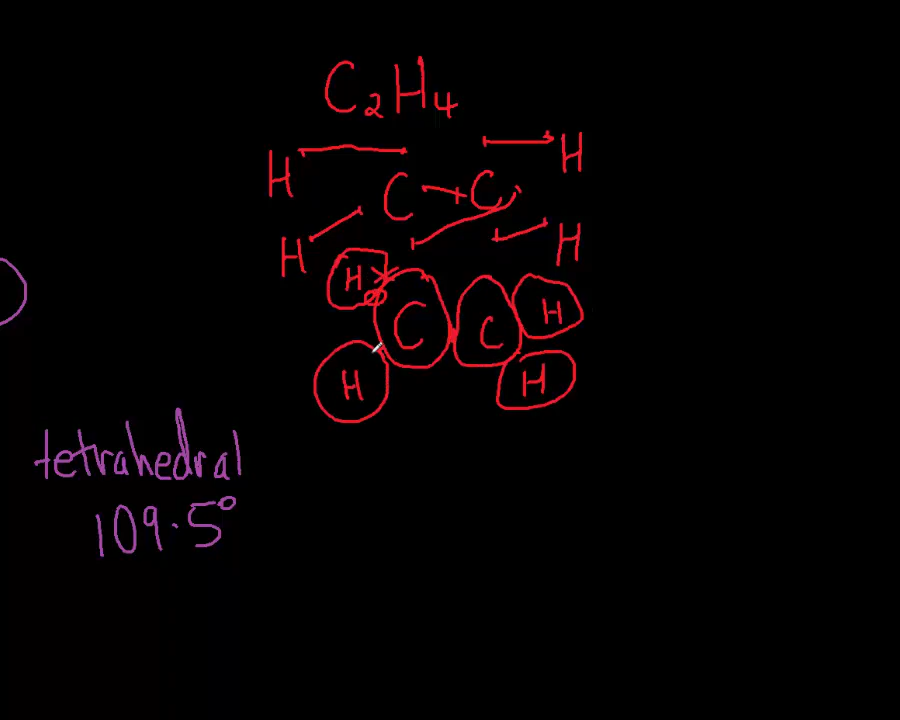 C₂H₄
H H
C C
H H
H C C H
H H
tetrahedral
109.5°